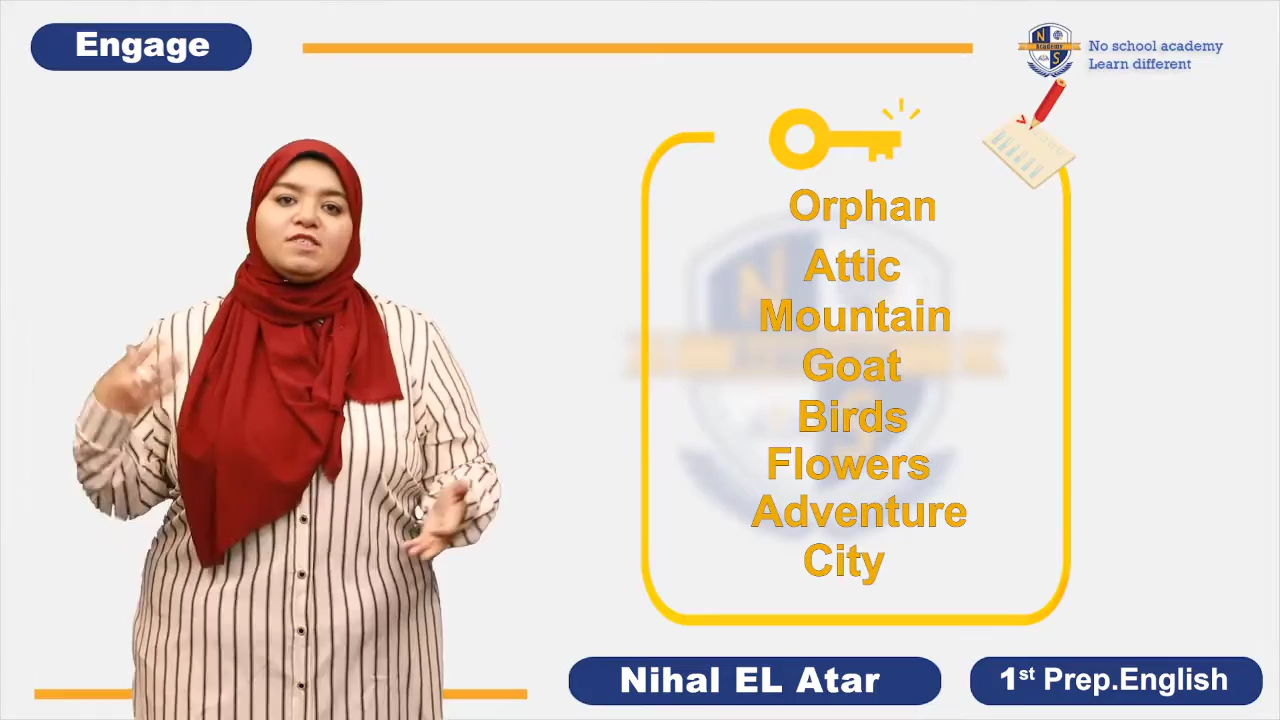 Engage
No school academy
Learn different
N
Academy
S
Orphan
Attic
Mountain
Goat
Birds
Flowers
Adventure
City
Nihal EL Atar
1st Prep.English